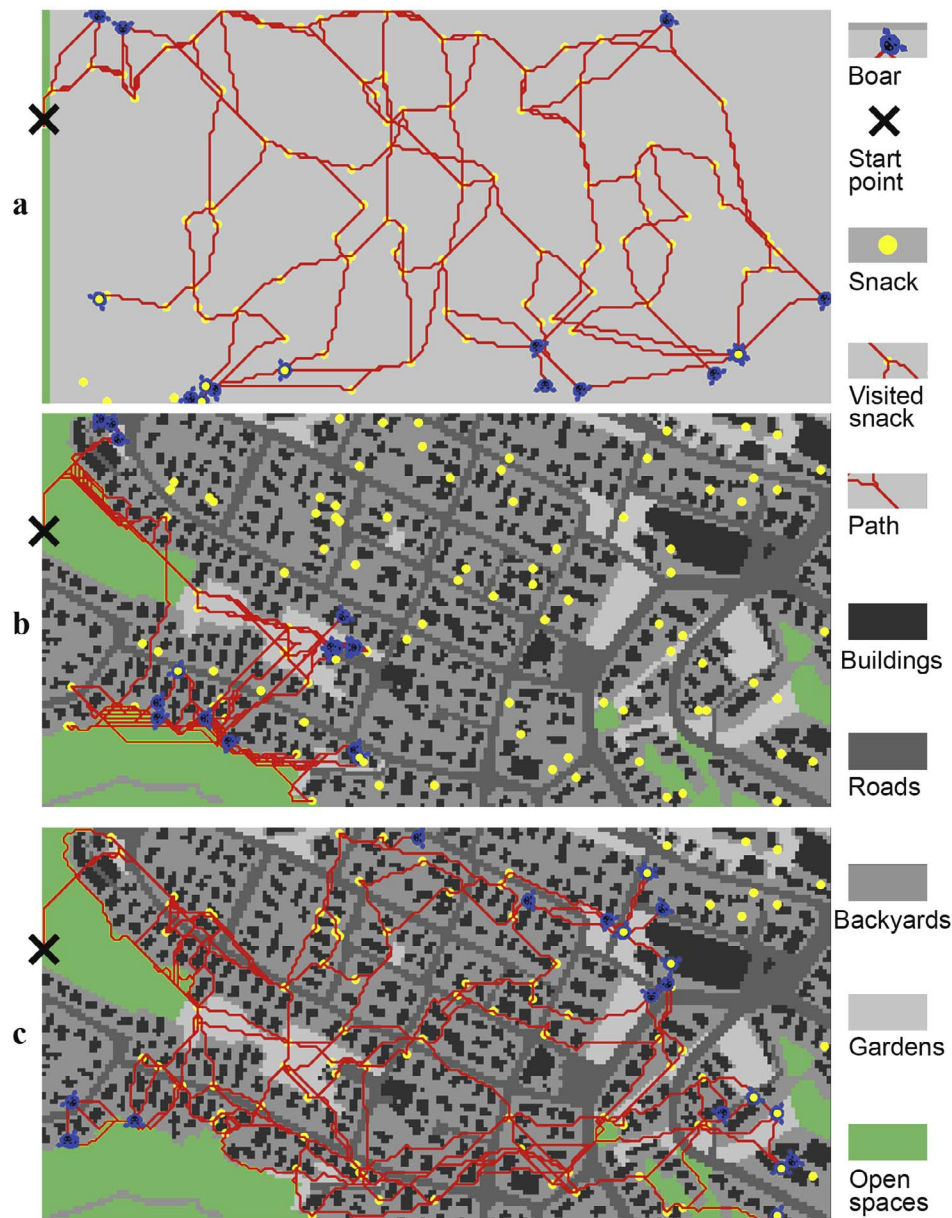 a
b
c
Boar
Start
point
Snack
Visited
snack
Path
Buildings
Roads
Backyards
Gardens
Open
spaces